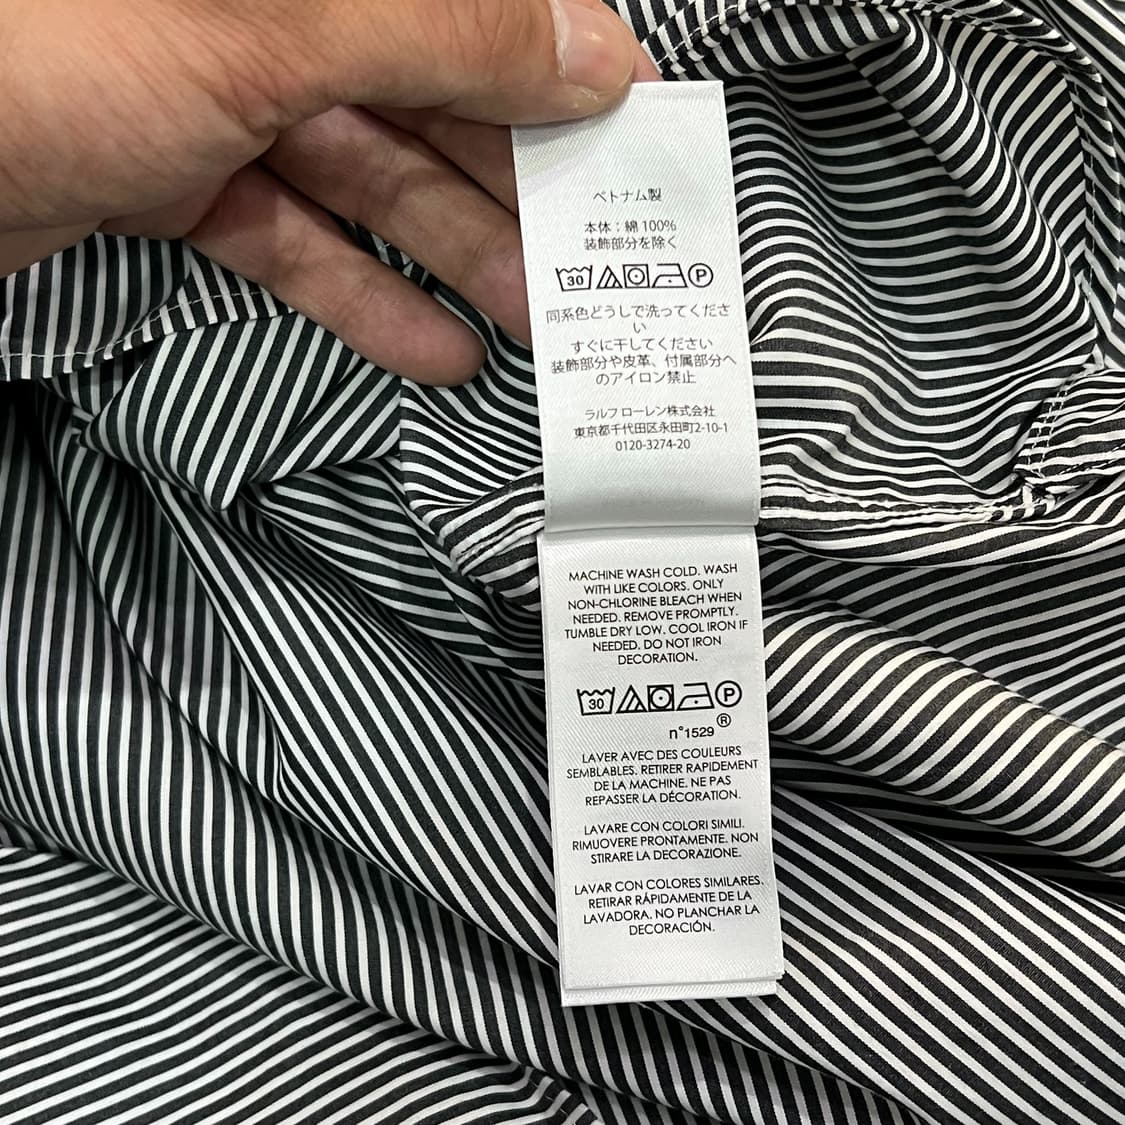 ベトナム製
本体：綿 100%
装飾部分を除く
30 P
同系色どうしで洗ってくださ
い
すぐに干してください
装飾部分や皮革、付属部分へ
のアイロン禁止
ラルフ ローレン株式会社
東京都千代田区永田町2-10-1
0120-3274-20
MACHINE WASH COLD. WASH
WITH LIKE COLORS. ONLY
NON-CHLORINE BLEACH WHEN
NEEDED. REMOVE PROMPTLY.
TUMBLE DRY LOW. COOL IRON IF
NEEDED. DO NOT IRON
DECORATION.
30 P
®
n°1529
LAVER AVEC DES COULEURS
SEMBLABLES. RETIRER RAPIDEMENT
DE LA MACHINE. NE PAS
REPASSER LA DÉCORATION.
LAVARE CON COLORI SIMILI.
RIMUOVERE PRONTAMENTE. NON
STIRARE LA DECORAZIONE.
LAVAR CON COLORES SIMILARES.
RETIRAR RÁPIDAMENTE DE LA
LAVADORA. NO PLANCHAR LA
DECORACIÓN.